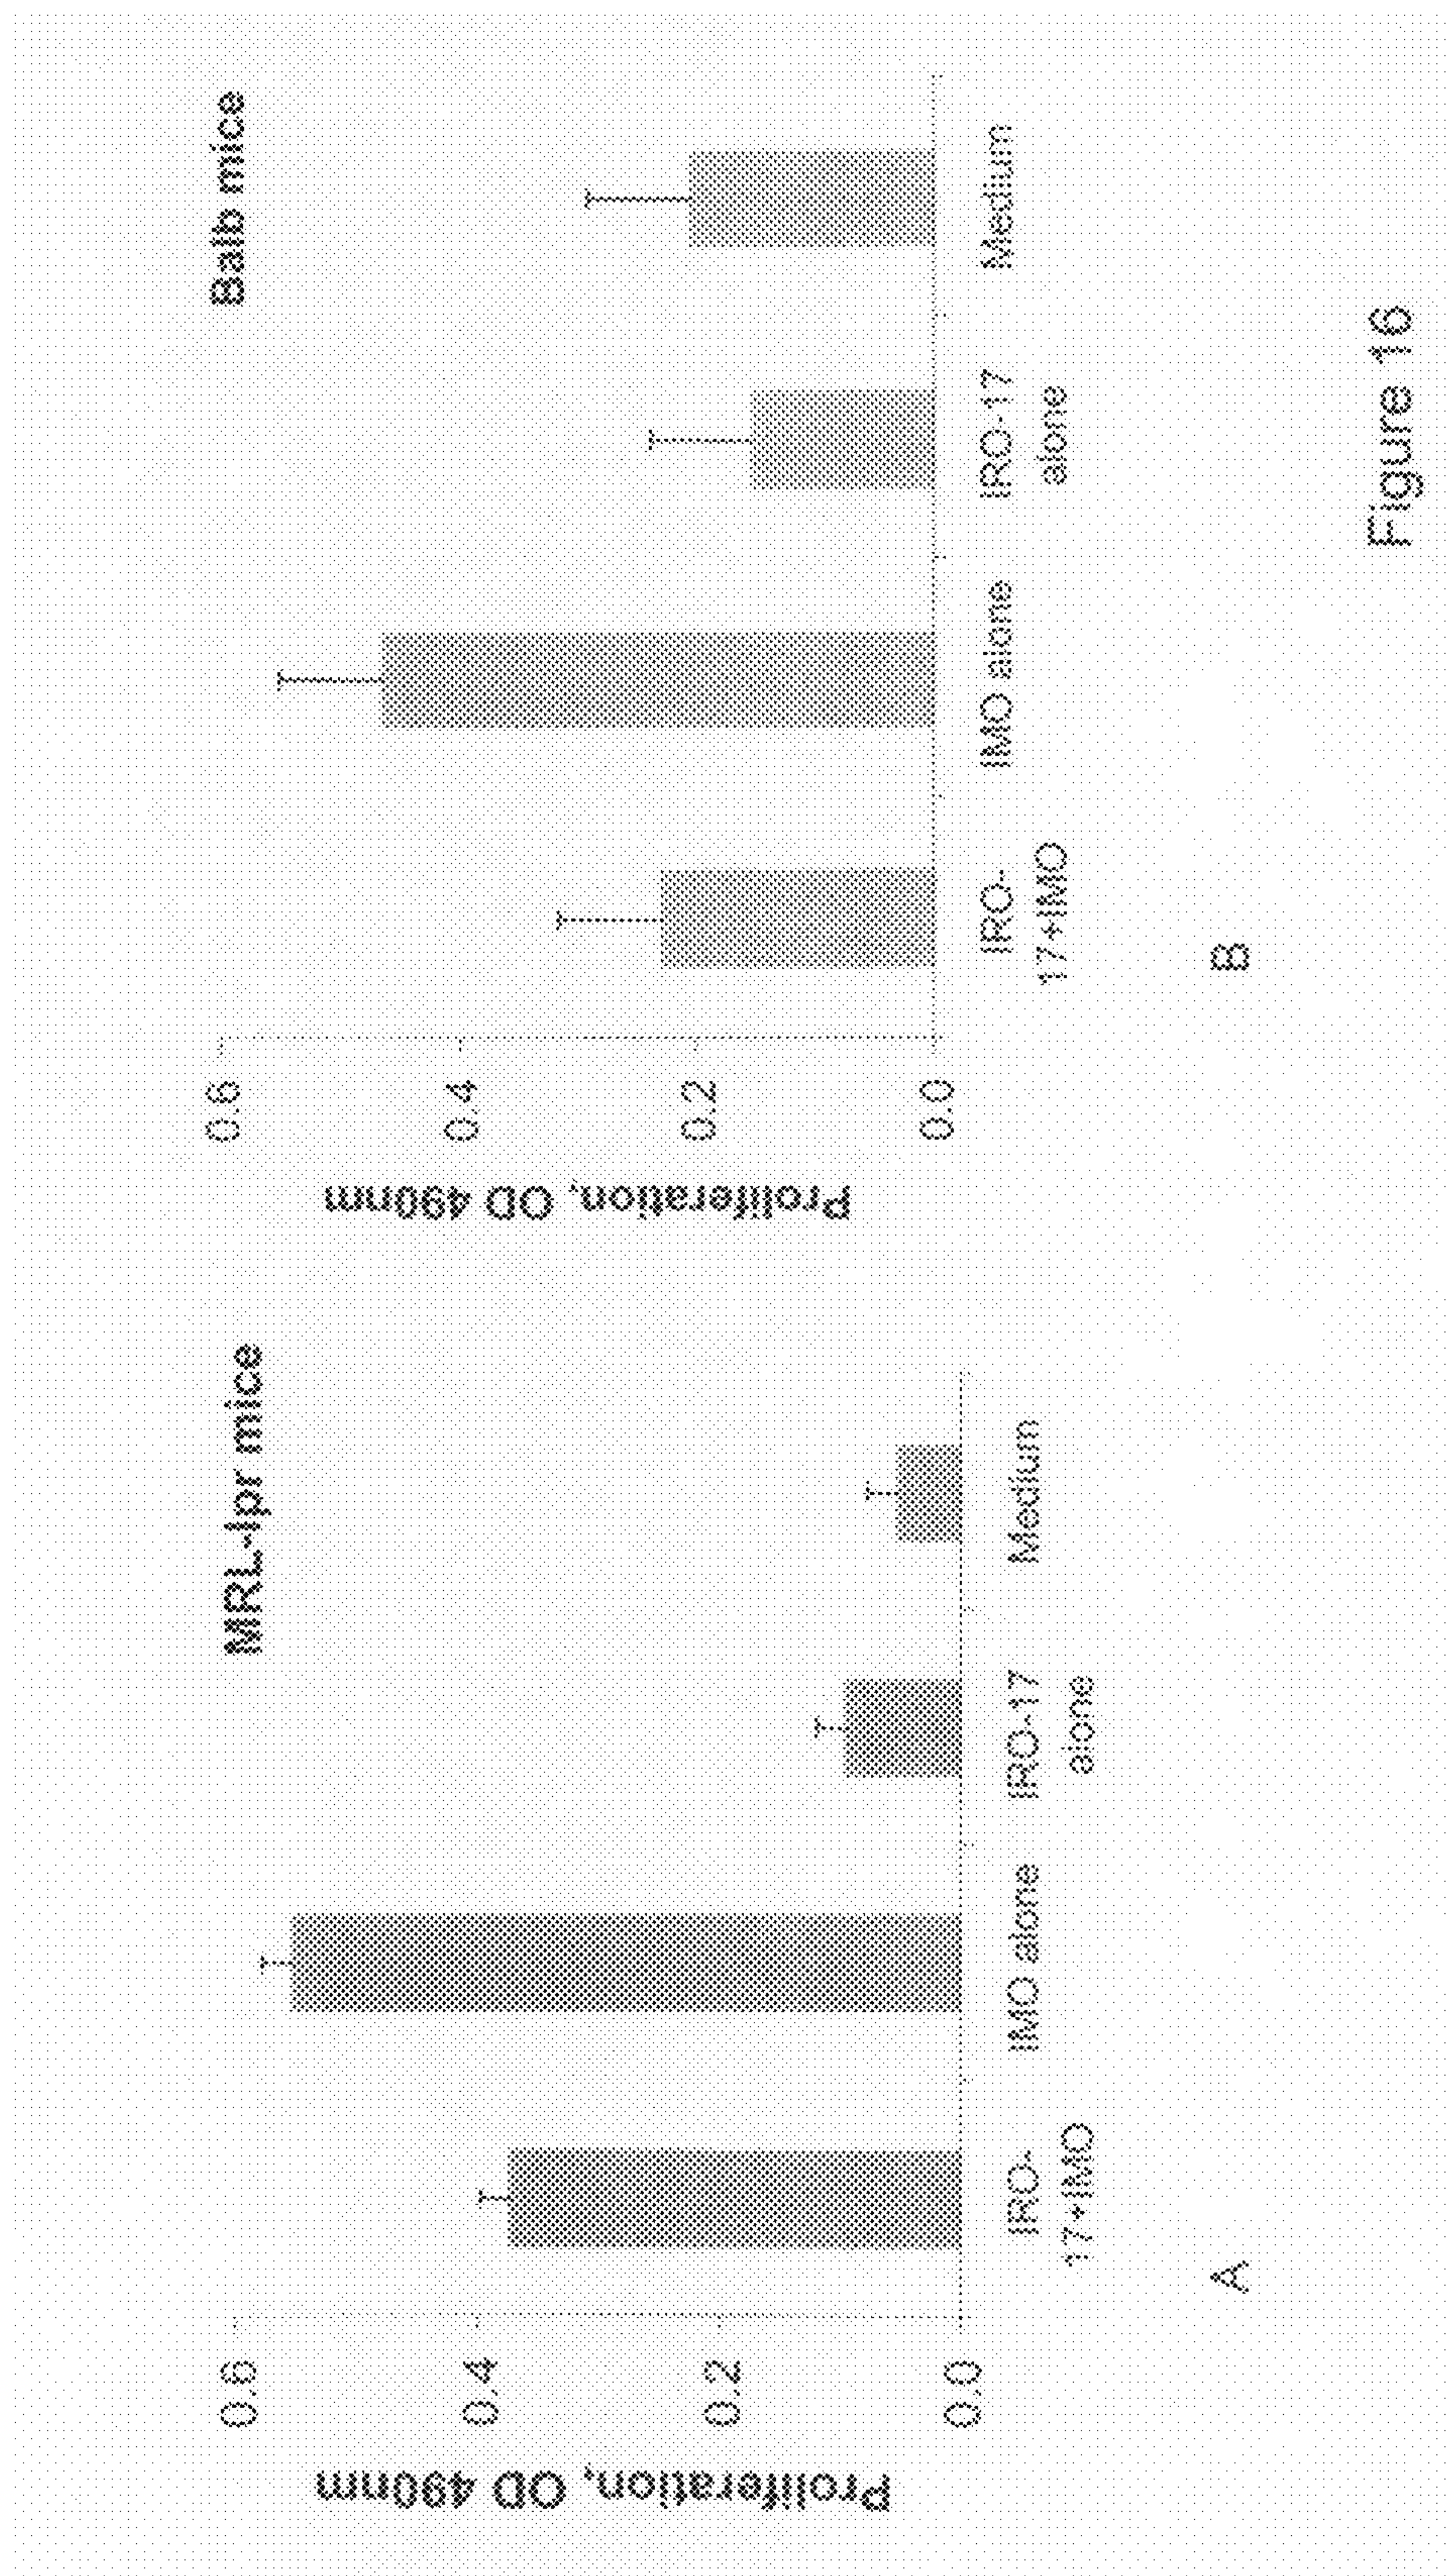 MRL-lpr mice
Proliferation, OD 490nm
0.6
0.4
0.2
0.0
IRO-
17+IMO
IMO alone
IRO-17
alone
Medium
A
Balb mice
Proliferation, OD 490nm
0.6
0.4
0.2
0.0
IRO-
17+IMO
IMO alone
IRO-17
alone
Medium
B
Figure 16